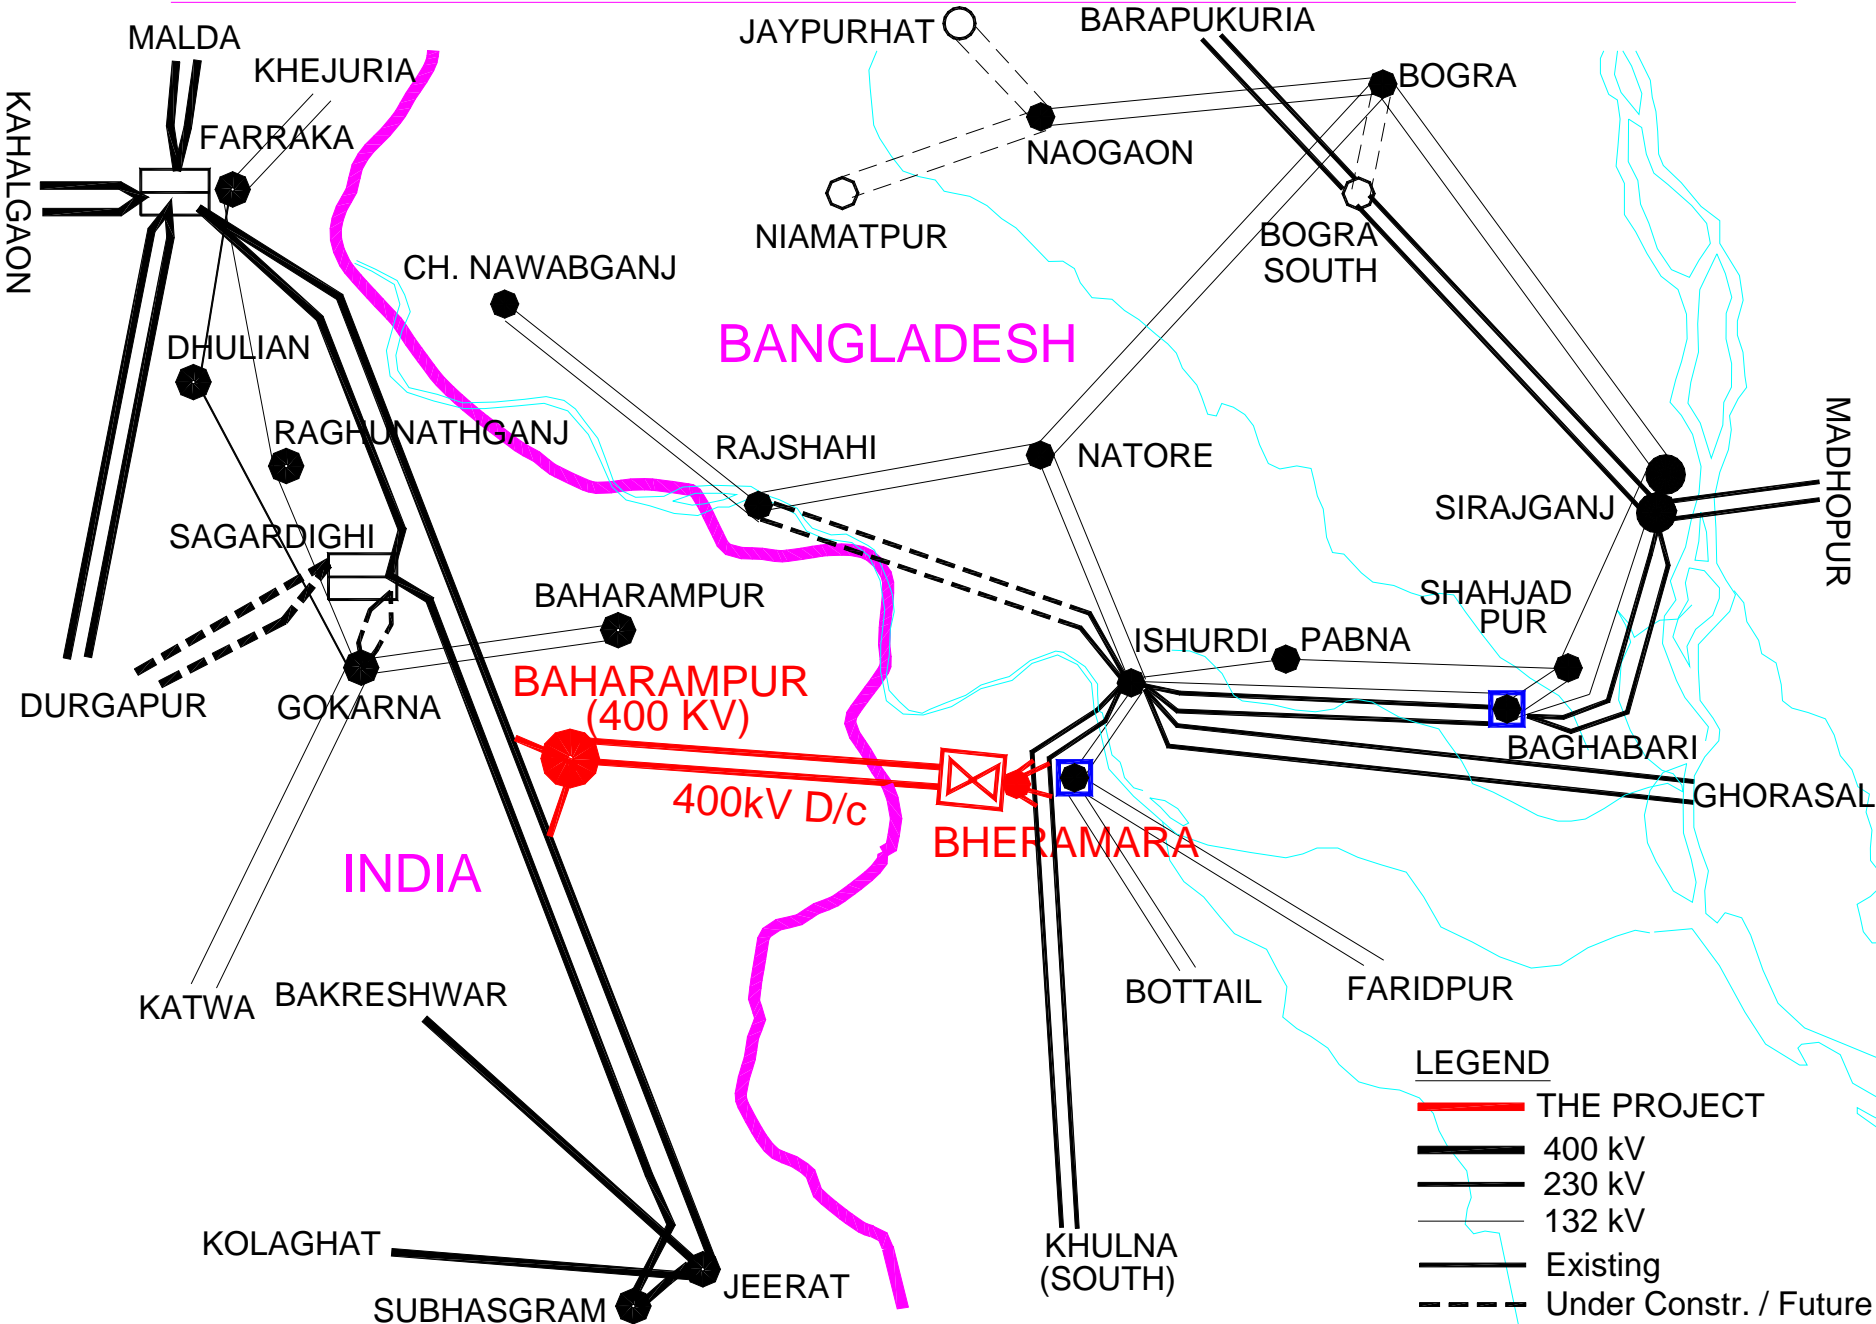 JAYPURHAT
BARAPUKURIA
MALDA
KHEJURIA
BOGRA
KAHALGAON
FARRAKA
NAOGAON
NIAMATPUR
BOGRA
SOUTH
CH. NAWABGANJ
BANGLADESH
DHULIAN
MADHOPUR
RAGHUNATHGANJ
RAJSHAHI
NATORE
SIRAJGANJ
SAGARDIGHI
BAHARAMPUR
SHAHJAD
PUR
ISHURDI
PABNA
DURGAPUR
GOKARNA
BAHARAMPUR
(400 KV)
BAGHABARI
GHORASAL
400kV D/c
BHERAMARA
INDIA
KATWA
BAKRESHWAR
BOTTAIL
FARIDPUR
KOLAGHAT
JEERAT
SUBHASGRAM
KHULNA
(SOUTH)
LEGEND
THE PROJECT
400 kV
230 kV
132 kV
Existing
Under Constr. / Future